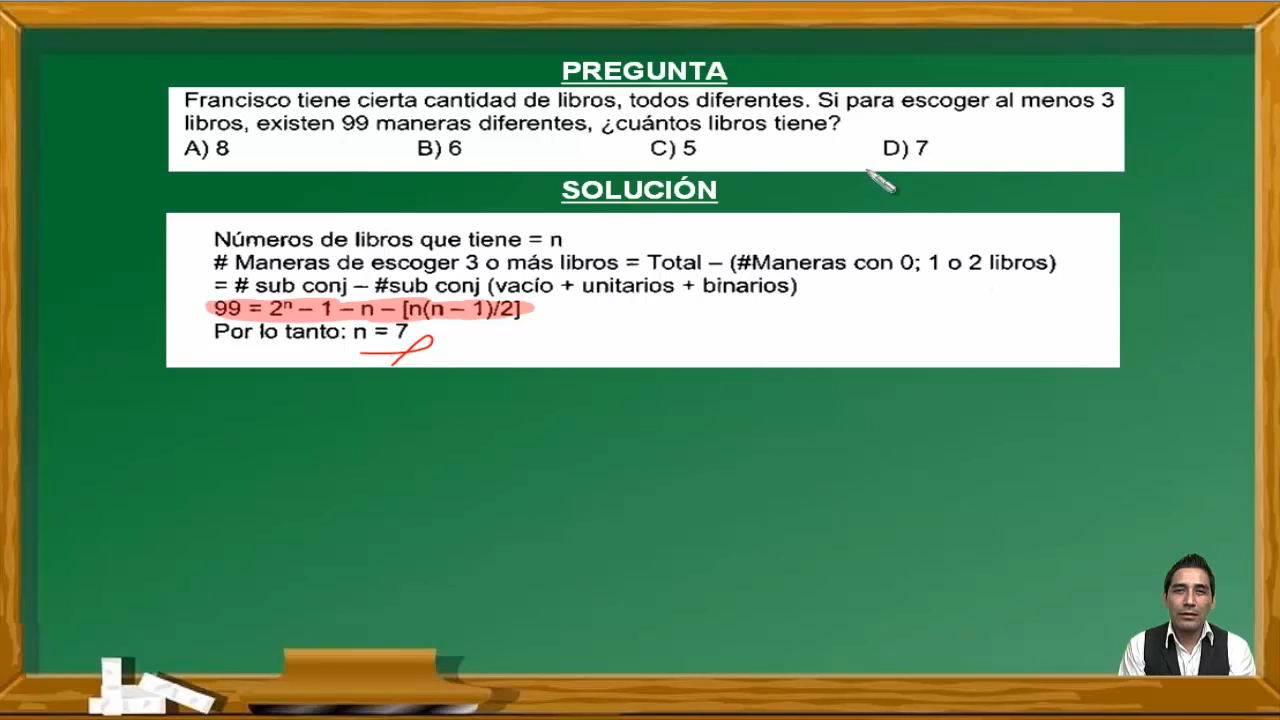 PREGUNTA
Francisco tiene cierta cantidad de libros, todos diferentes. Si para escoger al menos 3
libros, existen 99 maneras diferentes, ¿cuántos libros tiene?
A) 8 B) 6 C) 5 D) 7
SOLUCIÓN
Números de libros que tiene = n
# Maneras de escoger 3 o más libros = Total – (#Maneras con 0; 1 o 2 libros)
= # sub conj – #sub conj (vacío + unitarios + binarios)
99 = 2ⁿ – 1 – n – [n(n – 1)/2]
Por lo tanto: n = 7